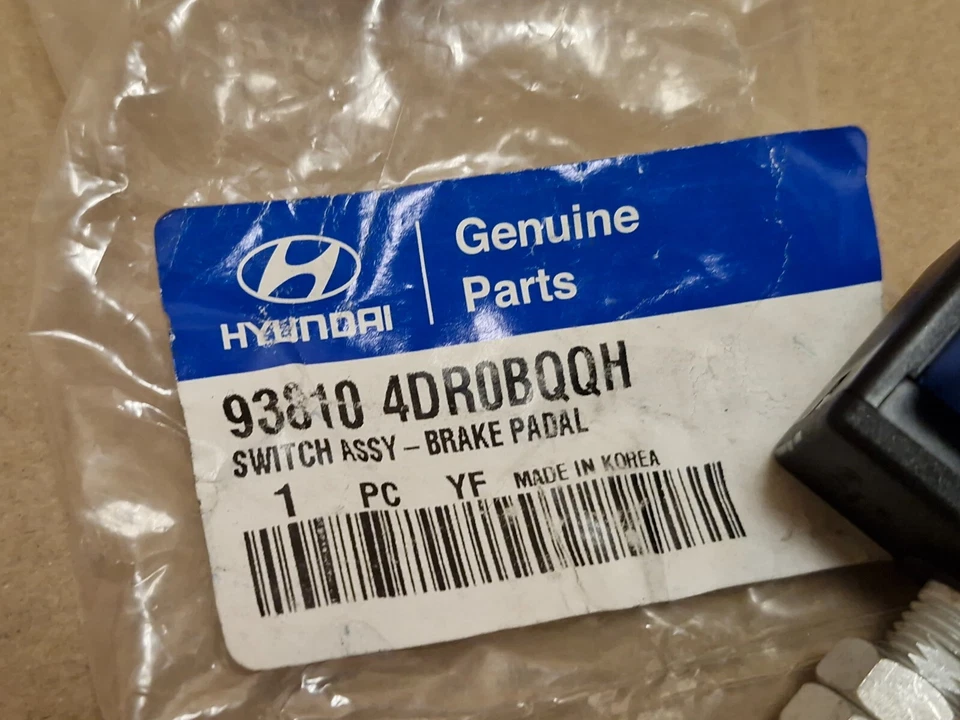 HYUNDAI
Genuine
Parts
93810 4DR0BQQH
SWITCH ASSY – BRAKE PADAL
1 PC YF MADE IN KOREA